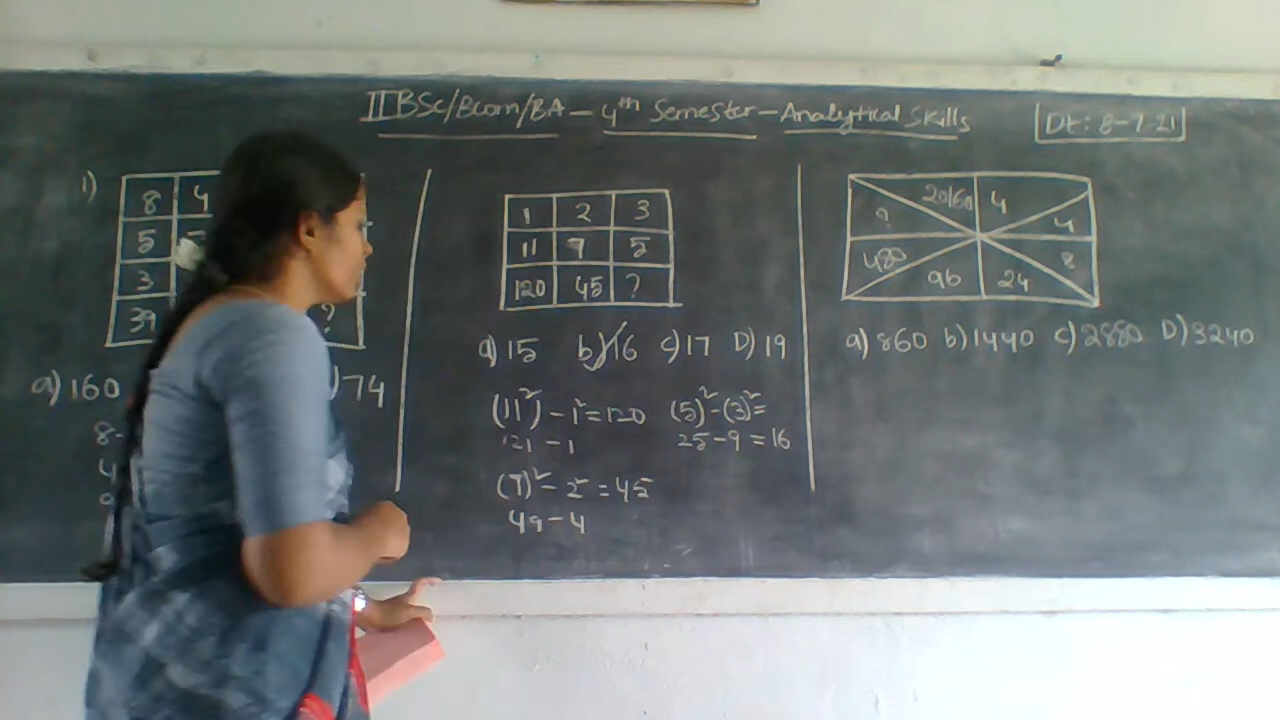 II BSc/Bcom/BA - 4th Semester - Analytical Skills
Dt: 8-7-21
1)
8 4
5
3
39 ?
a) 160
)74
8-
4
9
1 2 3
11 7 5
120 45 ?
a) 15 b) 16 c) 17 D) 19
(11²) - 1² = 120
121 - 1
(7)² - 2² = 45
49 - 4
(5)² - (3)² =
25 - 9 = 16
20160 4
? 4
480 8
96 24
a) 860 b) 1440 c) 2880 D) 3240